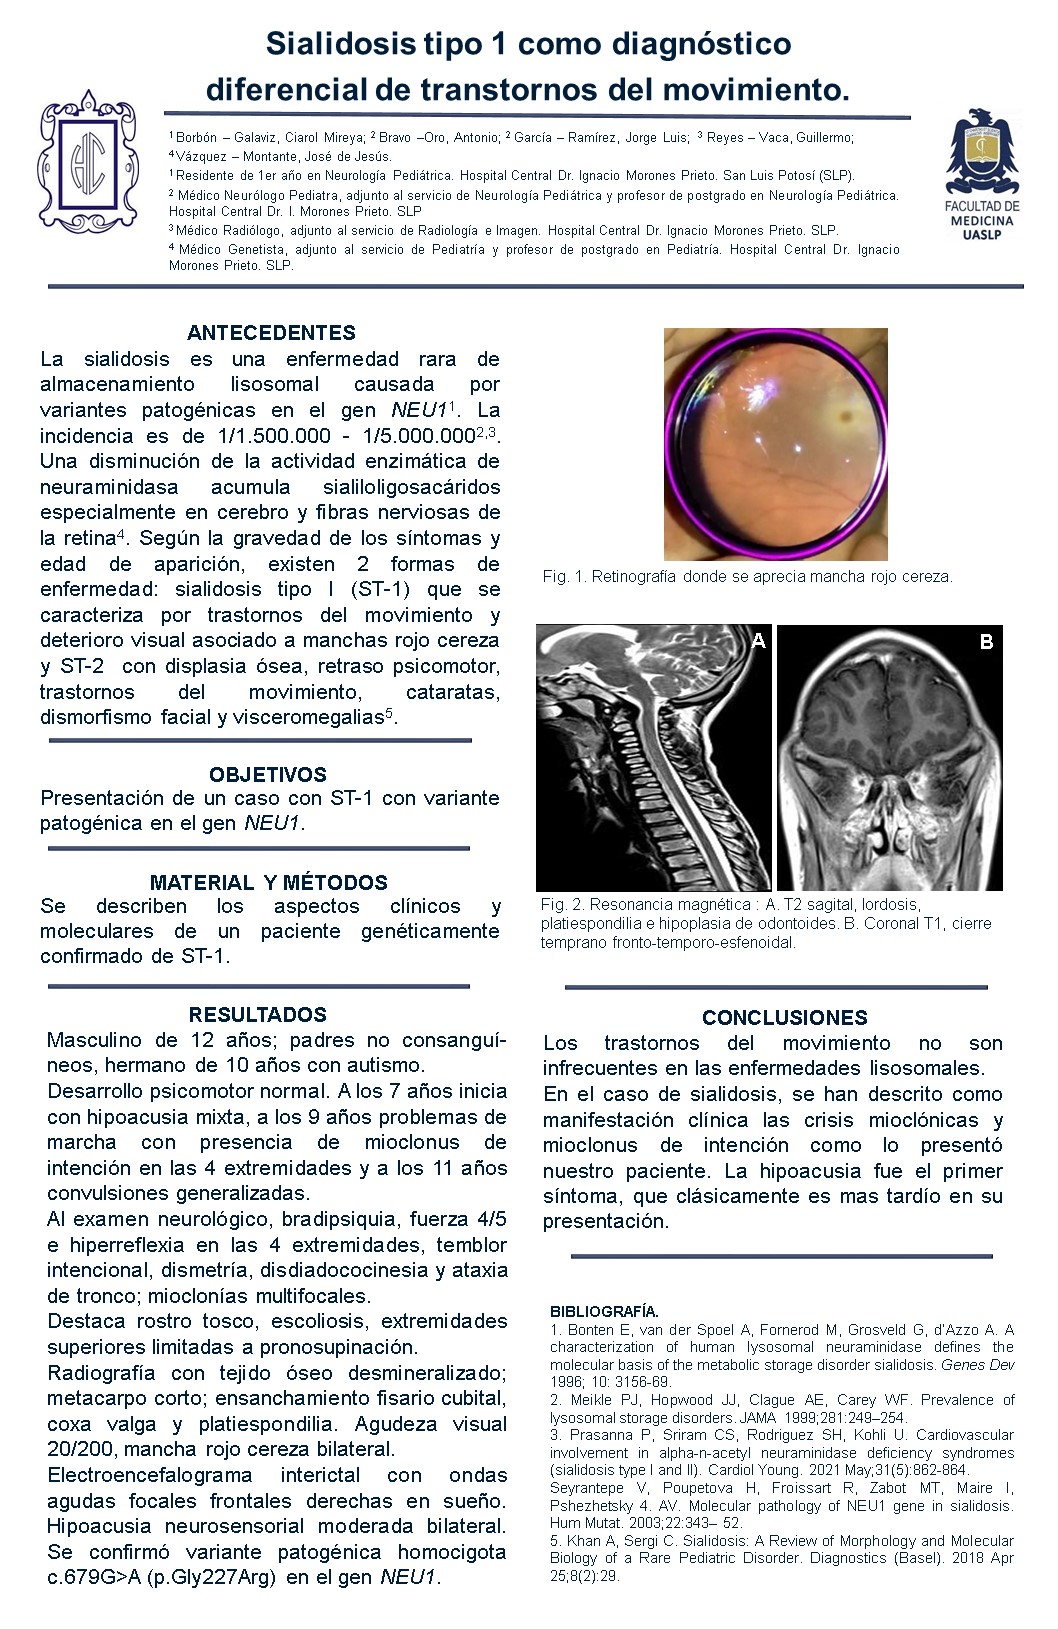 Sialidosis tipo 1 como diagnóstico
diferencial de transtornos del movimiento.
1 Borbón – Galaviz, Ciarol Mireya; 2 Bravo –Oro, Antonio; 2 García – Ramírez, Jorge Luis; 3 Reyes – Vaca, Guillermo;
4 Vázquez – Montante, José de Jesús.
1 Residente de 1er año en Neurología Pediátrica. Hospital Central Dr. Ignacio Morones Prieto. San Luis Potosí (SLP).
2 Médico Neurólogo Pediatra, adjunto al servicio de Neurología Pediátrica y profesor de postgrado en Neurología Pediátrica.
Hospital Central Dr. I. Morones Prieto. SLP
3 Médico Radiólogo, adjunto al servicio de Radiología e Imagen. Hospital Central Dr. Ignacio Morones Prieto. SLP.
4 Médico Genetista, adjunto al servicio de Pediatría y profesor de postgrado en Pediatría. Hospital Central Dr. Ignacio
Morones Prieto. SLP.
FACULTAD DE
MEDICINA
UASLP
ANTECEDENTES
La sialidosis es una enfermedad rara de
almacenamiento lisosomal causada por
variantes patogénicas en el gen NEU11. La
incidencia es de 1/1.500.000 - 1/5.000.0002,3.
Una disminución de la actividad enzimática de
neuraminidasa acumula sialiloligosacáridos
especialmente en cerebro y fibras nerviosas de
la retina4. Según la gravedad de los síntomas y
edad de aparición, existen 2 formas de
enfermedad: sialidosis tipo I (ST-1) que se
caracteriza por trastornos del movimiento y
deterioro visual asociado a manchas rojo cereza
y ST-2 con displasia ósea, retraso psicomotor,
trastornos del movimiento, cataratas,
dismorfismo facial y visceromegalias5.
OBJETIVOS
Presentación de un caso con ST-1 con variante
patogénica en el gen NEU1.
MATERIAL Y MÉTODOS
Se describen los aspectos clínicos y
moleculares de un paciente genéticamente
confirmado de ST-1.
RESULTADOS
Masculino de 12 años; padres no consanguí-
neos, hermano de 10 años con autismo.
Desarrollo psicomotor normal. A los 7 años inicia
con hipoacusia mixta, a los 9 años problemas de
marcha con presencia de mioclonus de
intención en las 4 extremidades y a los 11 años
convulsiones generalizadas.
Al examen neurológico, bradipsiquia, fuerza 4/5
e hiperreflexia en las 4 extremidades, temblor
intencional, dismetría, disdiadococinesia y ataxia
de tronco; mioclonías multifocales.
Destaca rostro tosco, escoliosis, extremidades
superiores limitadas a pronosupinación.
Radiografía con tejido óseo desmineralizado;
metacarpo corto; ensanchamiento fisario cubital,
coxa valga y platiespondilia. Agudeza visual
20/200, mancha rojo cereza bilateral.
Electroencefalograma interictal con ondas
agudas focales frontales derechas en sueño.
Hipoacusia neurosensorial moderada bilateral.
Se confirmó variante patogénica homocigota
c.679G>A (p.Gly227Arg) en el gen NEU1.
Fig. 1. Retinografía donde se aprecia mancha rojo cereza.
A
B
Fig. 2. Resonancia magnética : A. T2 sagital, lordosis,
platiespondilia e hipoplasia de odontoides. B. Coronal T1, cierre
temprano fronto-temporo-esfenoidal.
CONCLUSIONES
Los trastornos del movimiento no son
infrecuentes en las enfermedades lisosomales.
En el caso de sialidosis, se han descrito como
manifestación clínica las crisis mioclónicas y
mioclonus de intención como lo presentó
nuestro paciente. La hipoacusia fue el primer
síntoma, que clásicamente es mas tardío en su
presentación.
BIBLIOGRAFÍA.
1. Bonten E, van der Spoel A, Fornerod M, Grosveld G, d'Azzo A. A
characterization of human lysosomal neuraminidase defines the
molecular basis of the metabolic storage disorder sialidosis. Genes Dev
1996; 10: 3156-69.
2. Meikle PJ, Hopwood JJ, Clague AE, Carey WF. Prevalence of
lysosomal storage disorders. JAMA 1999;281:249–254.
3. Prasanna P, Sriram CS, Rodriguez SH, Kohli U. Cardiovascular
involvement in alpha-n-acetyl neuraminidase deficiency syndromes
(sialidosis type I and II). Cardiol Young. 2021 May;31(5):862-864.
Seyrantepe V, Poupetova H, Froissart R, Zabot MT, Maire I,
Pshezhetsky 4. AV. Molecular pathology of NEU1 gene in sialidosis.
Hum Mutat. 2003;22:343– 52.
5. Khan A, Sergi C. Sialidosis: A Review of Morphology and Molecular
Biology of a Rare Pediatric Disorder. Diagnostics (Basel). 2018 Apr
25;8(2):29.